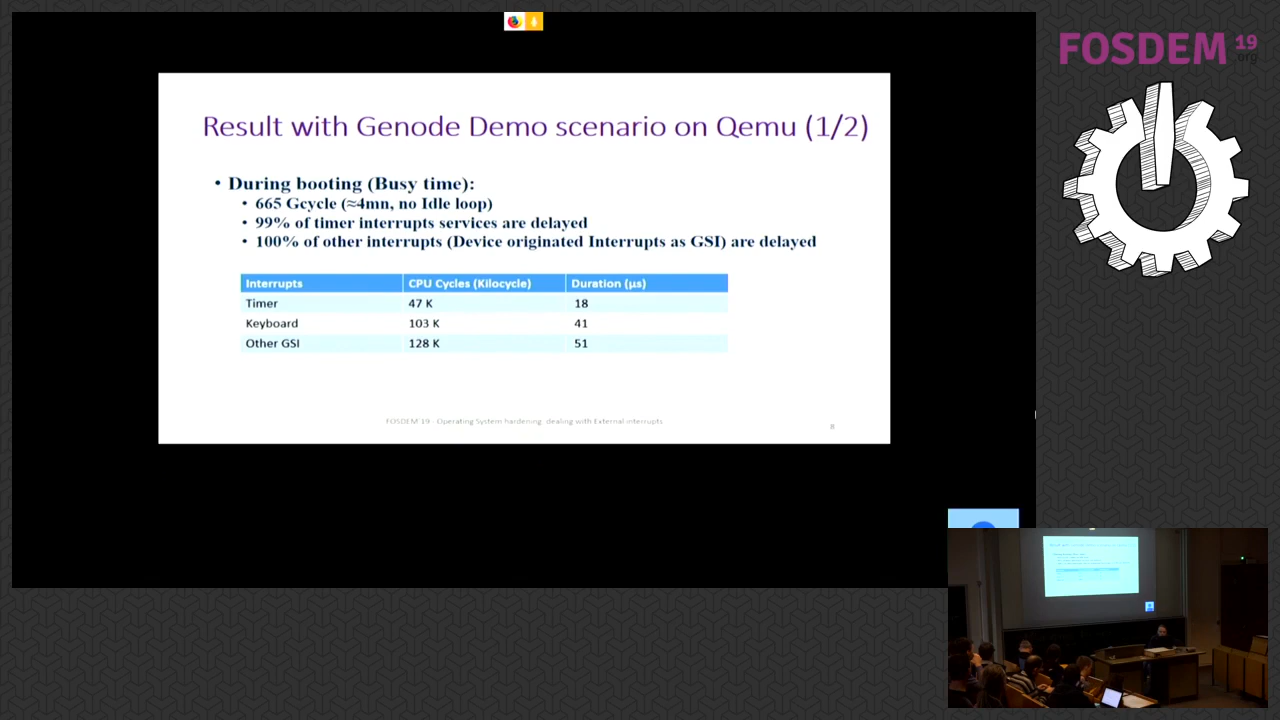 FOSDEM 19
.org
Result with Genode Demo scenario on Qemu (1/2)
• During booting (Busy time):
• 665 Gcycle (≈4mn, no Idle loop)
• 99% of timer interrupts services are delayed
• 100% of other interrupts (Device originated Interrupts as GSI) are delayed
Interrupts CPU Cycles (Kilocycle) Duration (µs)
Timer 47 K 18
Keyboard 103 K 41
Other GSI 128 K 51
FOSDEM'19 - Operating System hardening: dealing with External interrupts
8